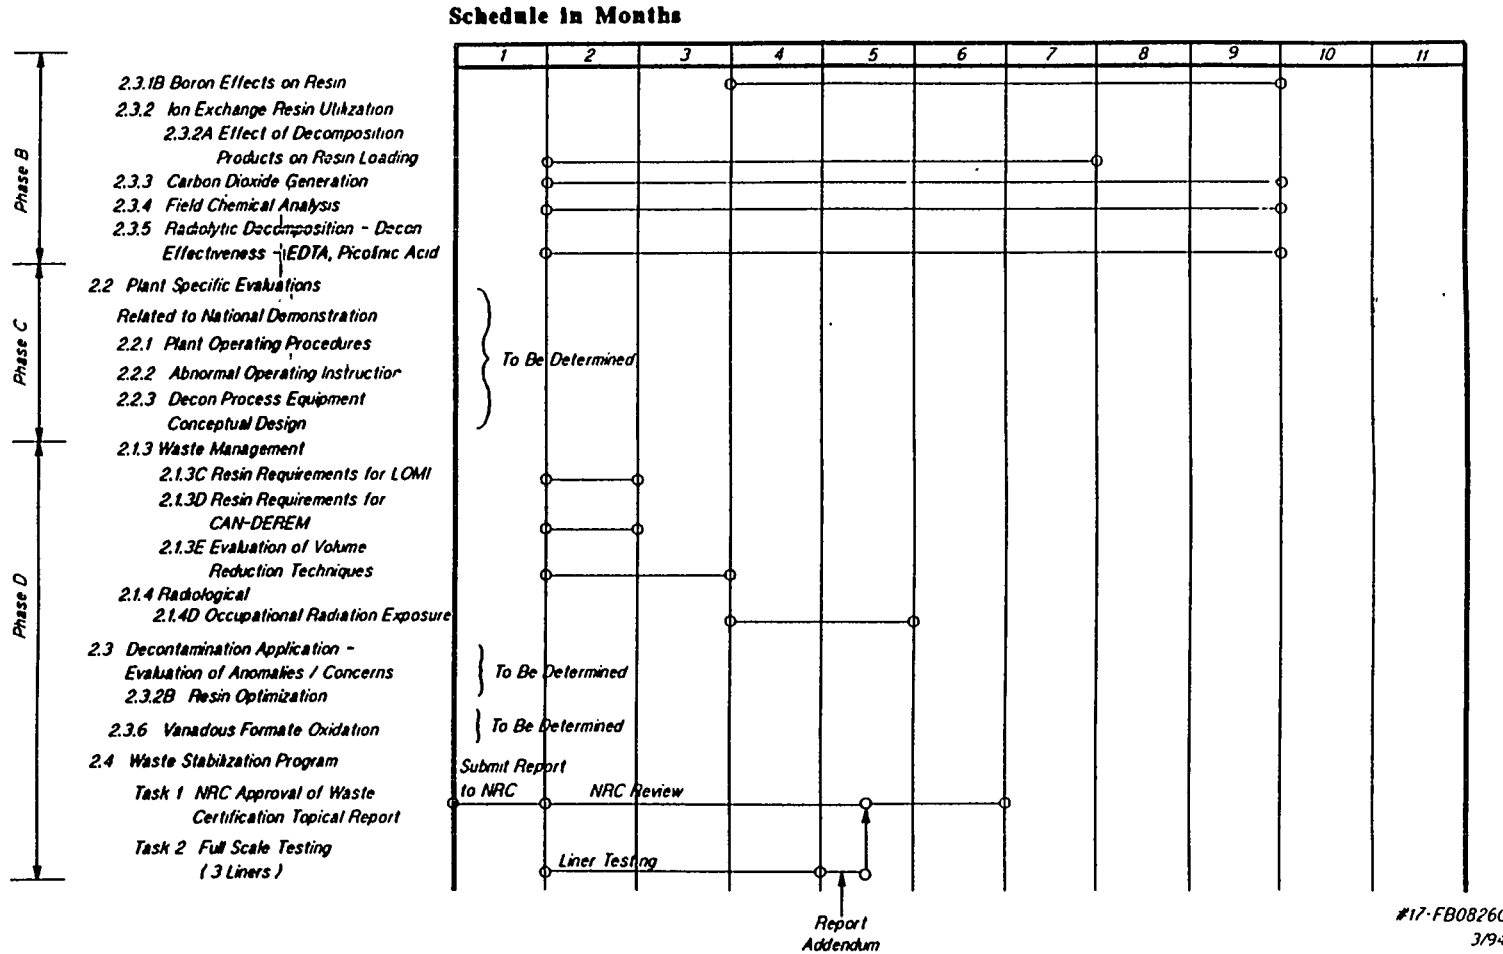 Schedule in Months
1 2 3 4 5 6 7 8 9 10 11
Phase B
2.3.1B Boron Effects on Resin
2.3.2 Ion Exchange Resin Utilization
2.3.2A Effect of Decomposition
Products on Resin Loading
2.3.3 Carbon Dioxide Generation
2.3.4 Field Chemical Analysis
2.3.5 Radiolytic Decomposition - Decon
Effectiveness - EDTA, Picolinic Acid
Phase C
2.2 Plant Specific Evaluations
Related to National Demonstration
2.2.1 Plant Operating Procedures
2.2.2 Abnormal Operating Instruction
2.2.3 Decon Process Equipment
Conceptual Design
To Be Determined
Phase D
2.1.3 Waste Management
2.1.3C Resin Requirements for LOMI
2.1.3D Resin Requirements for
CAN-DEREM
2.1.3E Evaluation of Volume
Reduction Techniques
2.1.4 Radiological
2.1.4D Occupational Radiation Exposure
2.3 Decontamination Application -
Evaluation of Anomalies / Concerns
2.3.2B Resin Optimization
To Be Determined
2.3.6 Vanadous Formate Oxidation
To Be Determined
2.4 Waste Stabilization Program
Task 1 NRC Approval of Waste
Certification Topical Report
Submit Report
to NRC
NRC Review
Task 2 Full Scale Testing
( 3 Liners )
Liner Testing
Report
Addendum
#17-FB0826C
3/94